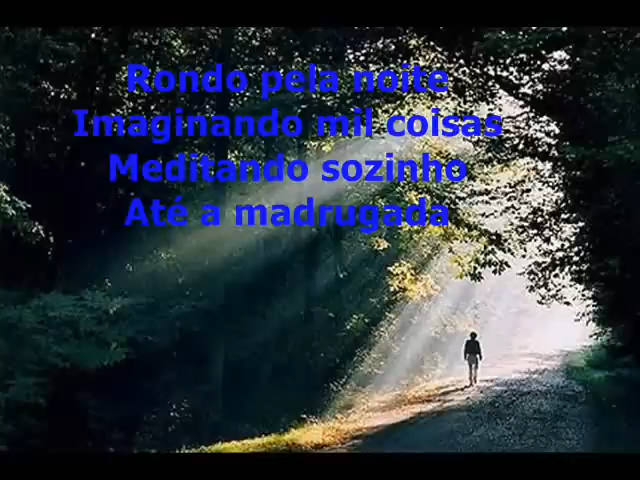 Rondo pela noite
Imaginando mil coisas
Meditando sozinho
Até a madrugada